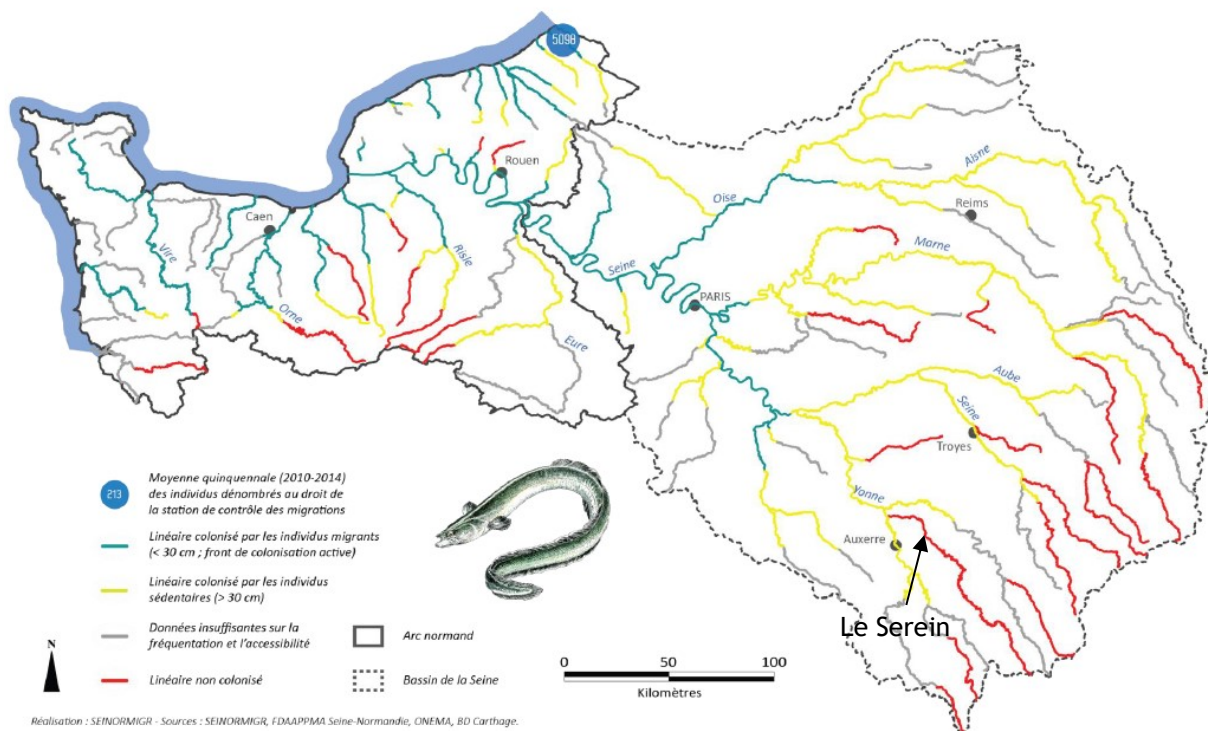 5098
Rouen
Caen
Vire
Orne
Risle
Eure
Seine
Oise
Aisne
Reims
Marne
PARIS
Aube
Seine
Troyes
Yonne
Auxerre
Le Serein
213
Moyenne quinquennale (2010-2014)
des individus dénombrés au droit de
la station de contrôle des migrations
Linéaire colonisé par les individus migrants
(< 30 cm ; front de colonisation active)
Linéaire colonisé par les individus
sédentaires (> 30 cm)
Données insuffisantes sur la
fréquentation et l'accessibilité
Linéaire non colonisé
Arc normand
Bassin de la Seine
N
0 50 100
Kilomètres
Réalisation : SEINORMIGR - Sources : SEINORMIGR, FDAAPPMA Seine-Normandie, ONEMA, BD Carthage.